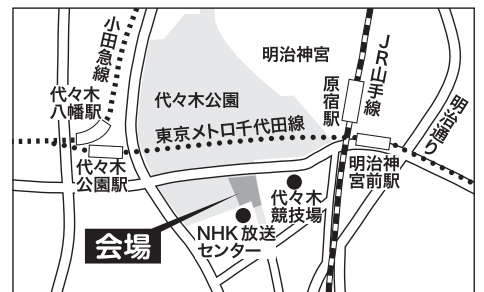 小田急線
代々木
八幡駅
代々木
公園駅
代々木公園
東京メトロ千代田線
明治神宮
原宿駅
JR山手線
明治通り
明治神
宮前駅
代々木
競技場
NHK放送
センター
会場